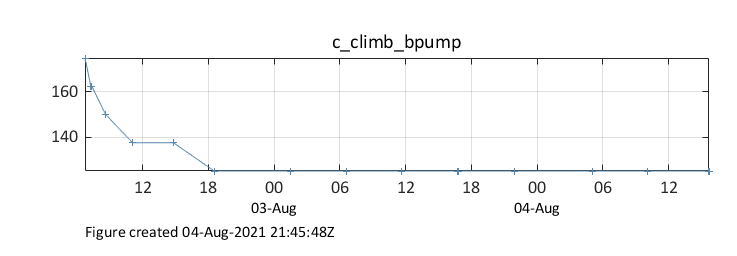 c_climb_bpump
160
140
12 18 00 06 12 18 00 06 12
03-Aug 04-Aug
Figure created 04-Aug-2021 21:45:48Z